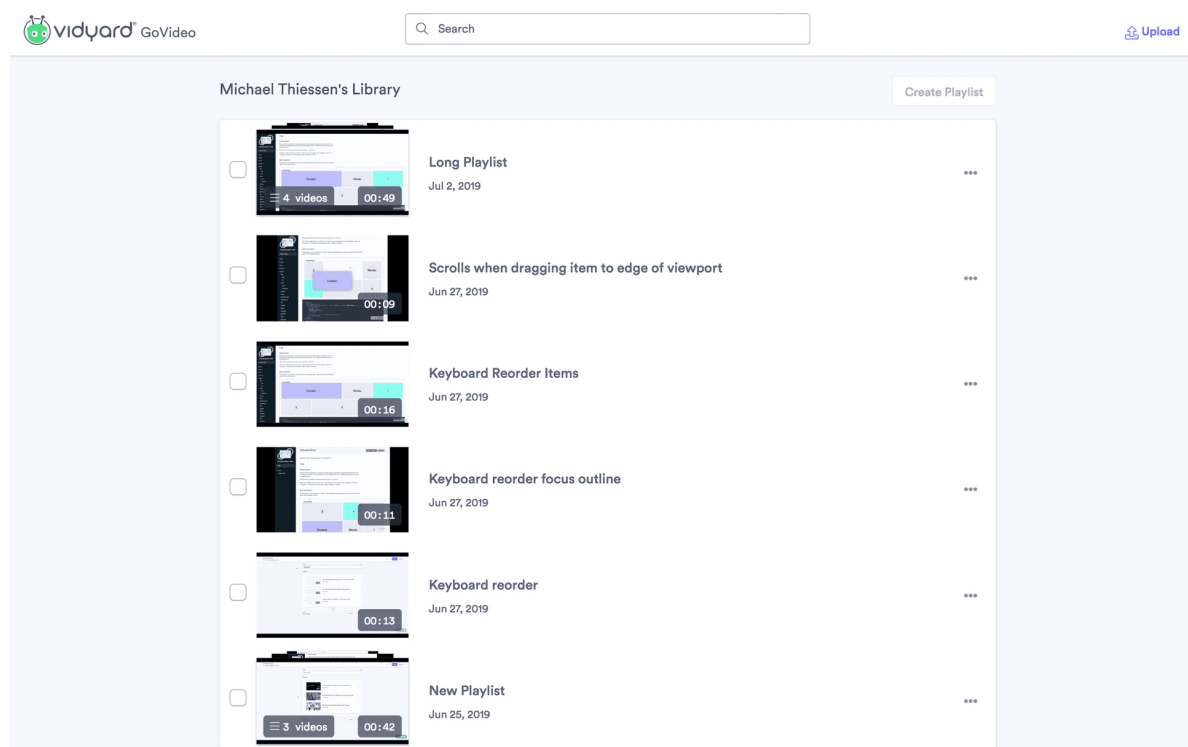 vidyard GoVideo
Search
Upload
Michael Thiessen's Library
Create Playlist
Long Playlist
Jul 2, 2019
4 videos
00:49
Scrolls when dragging item to edge of viewport
Jun 27, 2019
00:09
Keyboard Reorder Items
Jun 27, 2019
00:16
Keyboard reorder focus outline
Jun 27, 2019
00:11
Keyboard reorder
Jun 27, 2019
00:13
New Playlist
Jun 25, 2019
3 videos
00:42